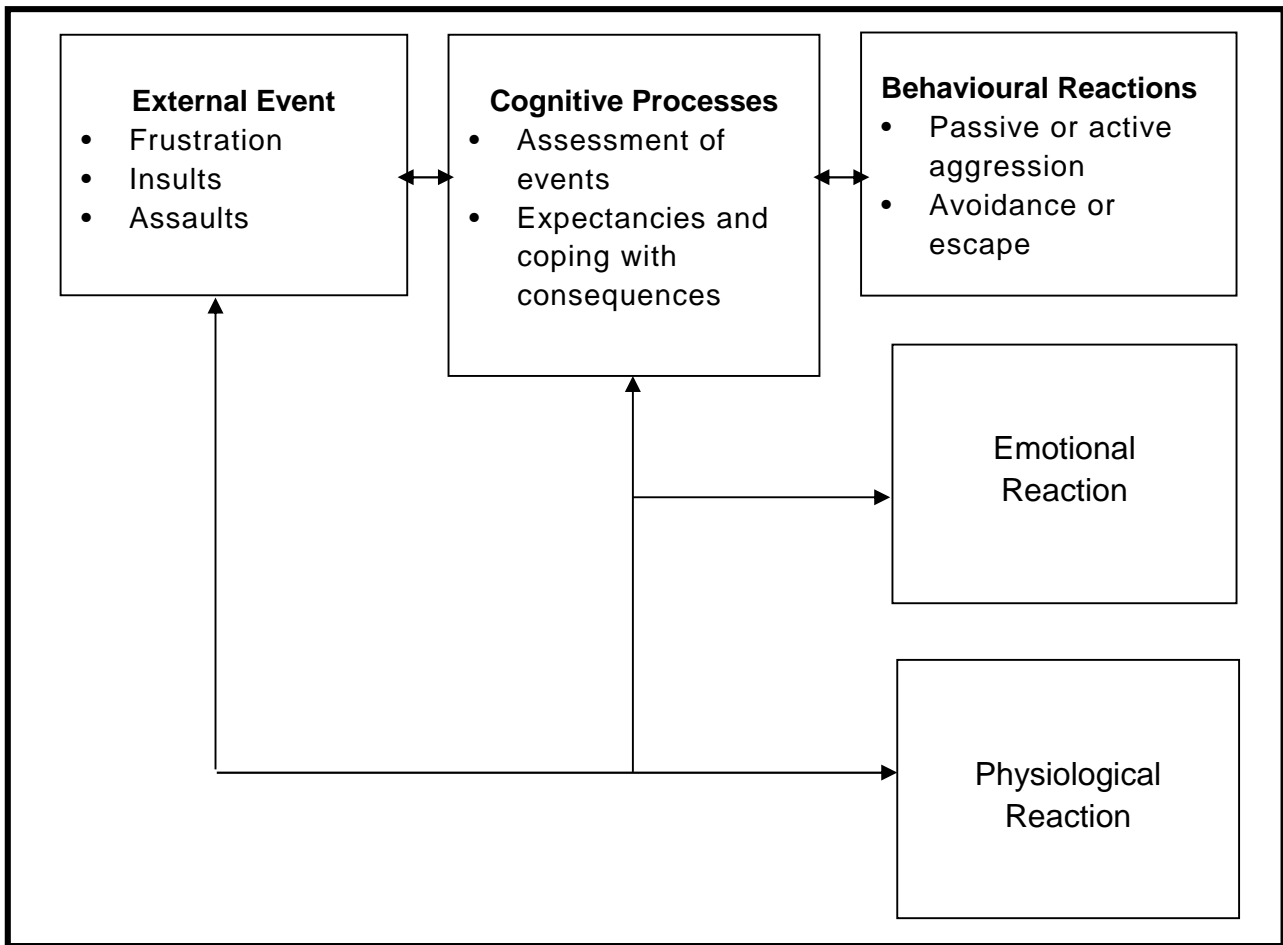 External Event
• Frustration
• Insults
• Assaults
Cognitive Processes
• Assessment of
events
• Expectancies and
coping with
consequences
Behavioural Reactions
• Passive or active
aggression
• Avoidance or
escape
Emotional
Reaction
Physiological
Reaction